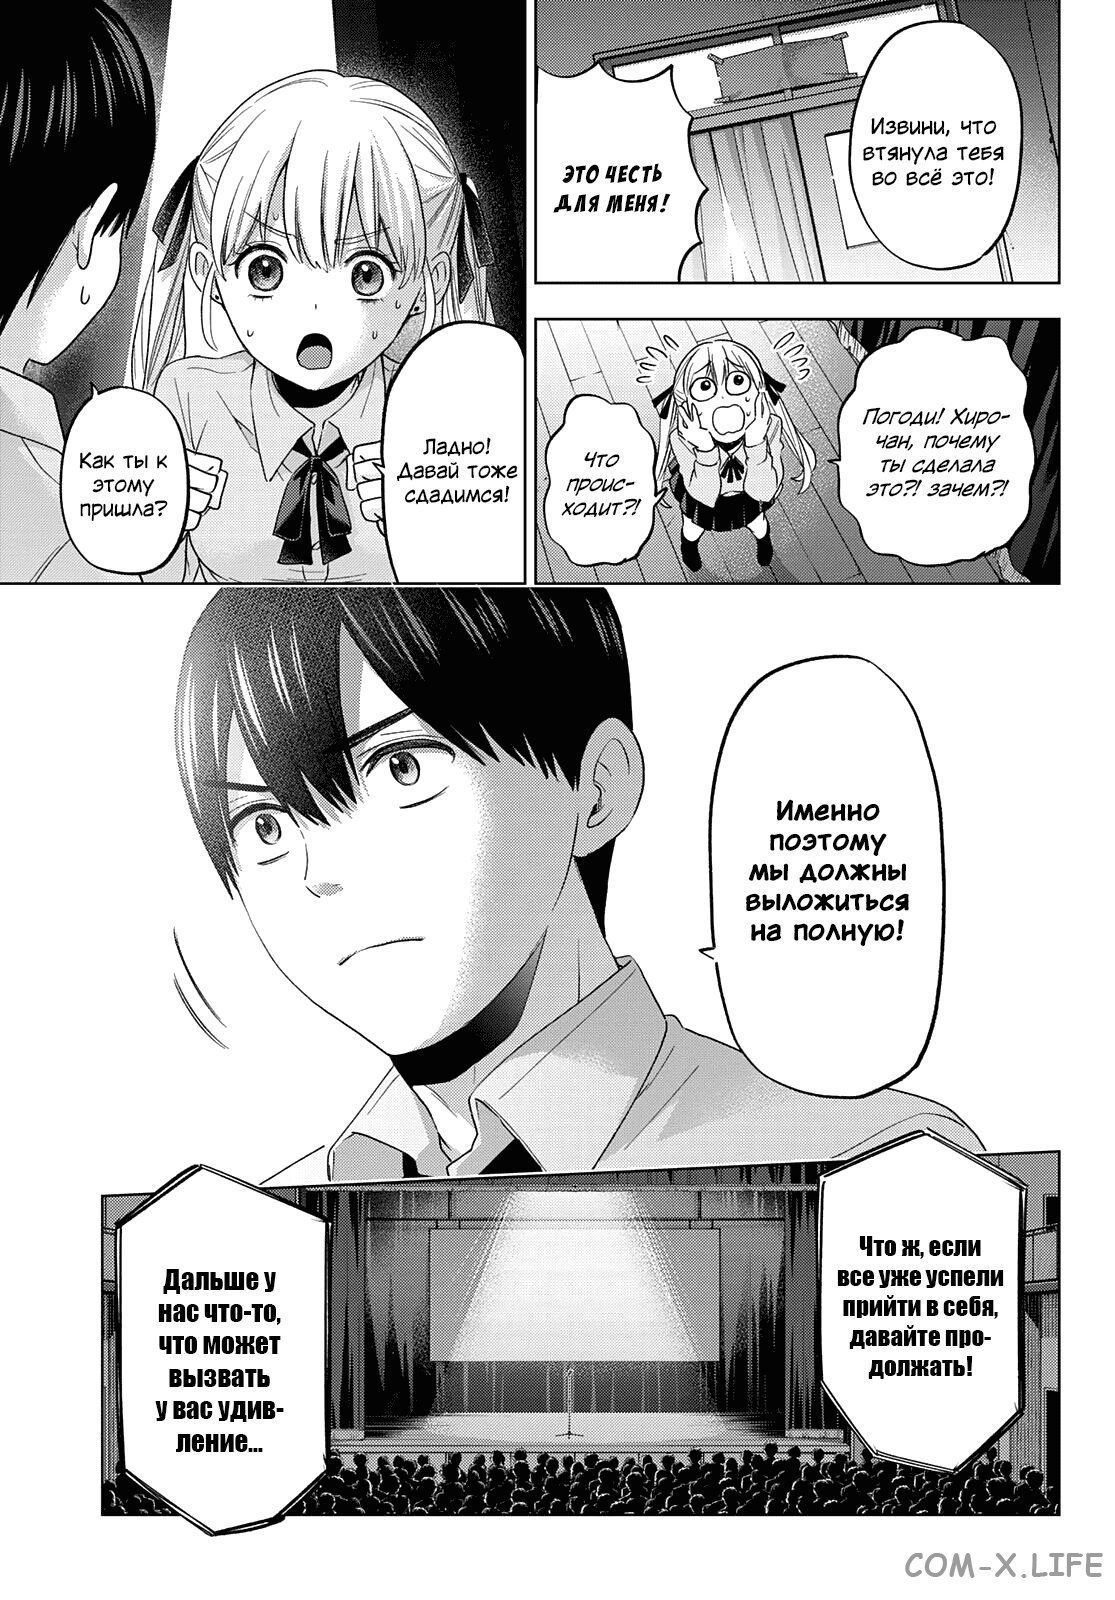 Извини, что
втянула тебя
во всё это!
ЭТО ЧЕСТЬ
ДЛЯ МЕНЯ!
Погоди! Хиро-
чан, почему
ты сделала
это?! зачем?!
Что
проис-
ходит?!
Ладно!
Давай тоже
сдадимся!
Как ты к
этому
пришла?
Именно
поэтому
мы должны
выложиться
на полную!
Что ж, если
все уже успели
прийти в себя,
давайте про-
должать!
Дальше у
нас что-то,
что может
вызвать
у вас удив-
ление...
COM-X.LIFE